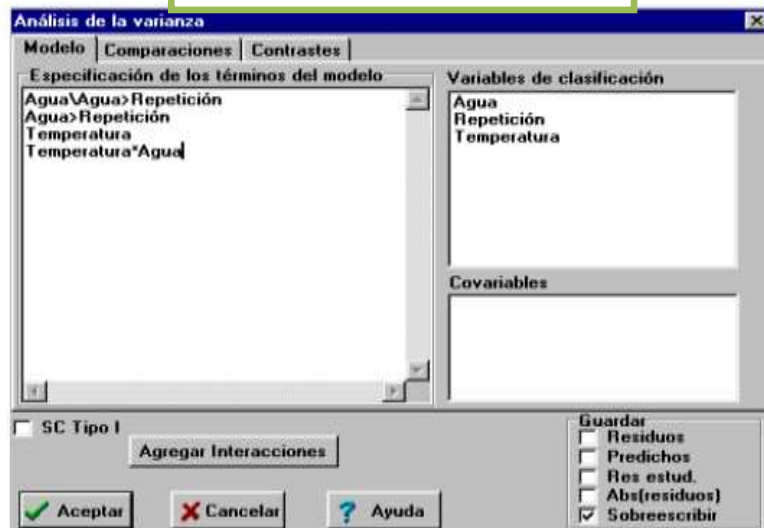 Análisis de la varianza
Modelo Comparaciones Contrastes
Especificación de los términos del modelo
Agua\Agua>Repetición
Agua>Repetición
Temperatura
Temperatura*Agua
Variables de clasificación
Agua
Repetición
Temperatura
Covariables
SC Tipo I
Agregar Interacciones
Guardar
Residuos
Predichos
Res estud.
Abs(residuos)
Sobreescribir
Aceptar
Cancelar
? Ayuda